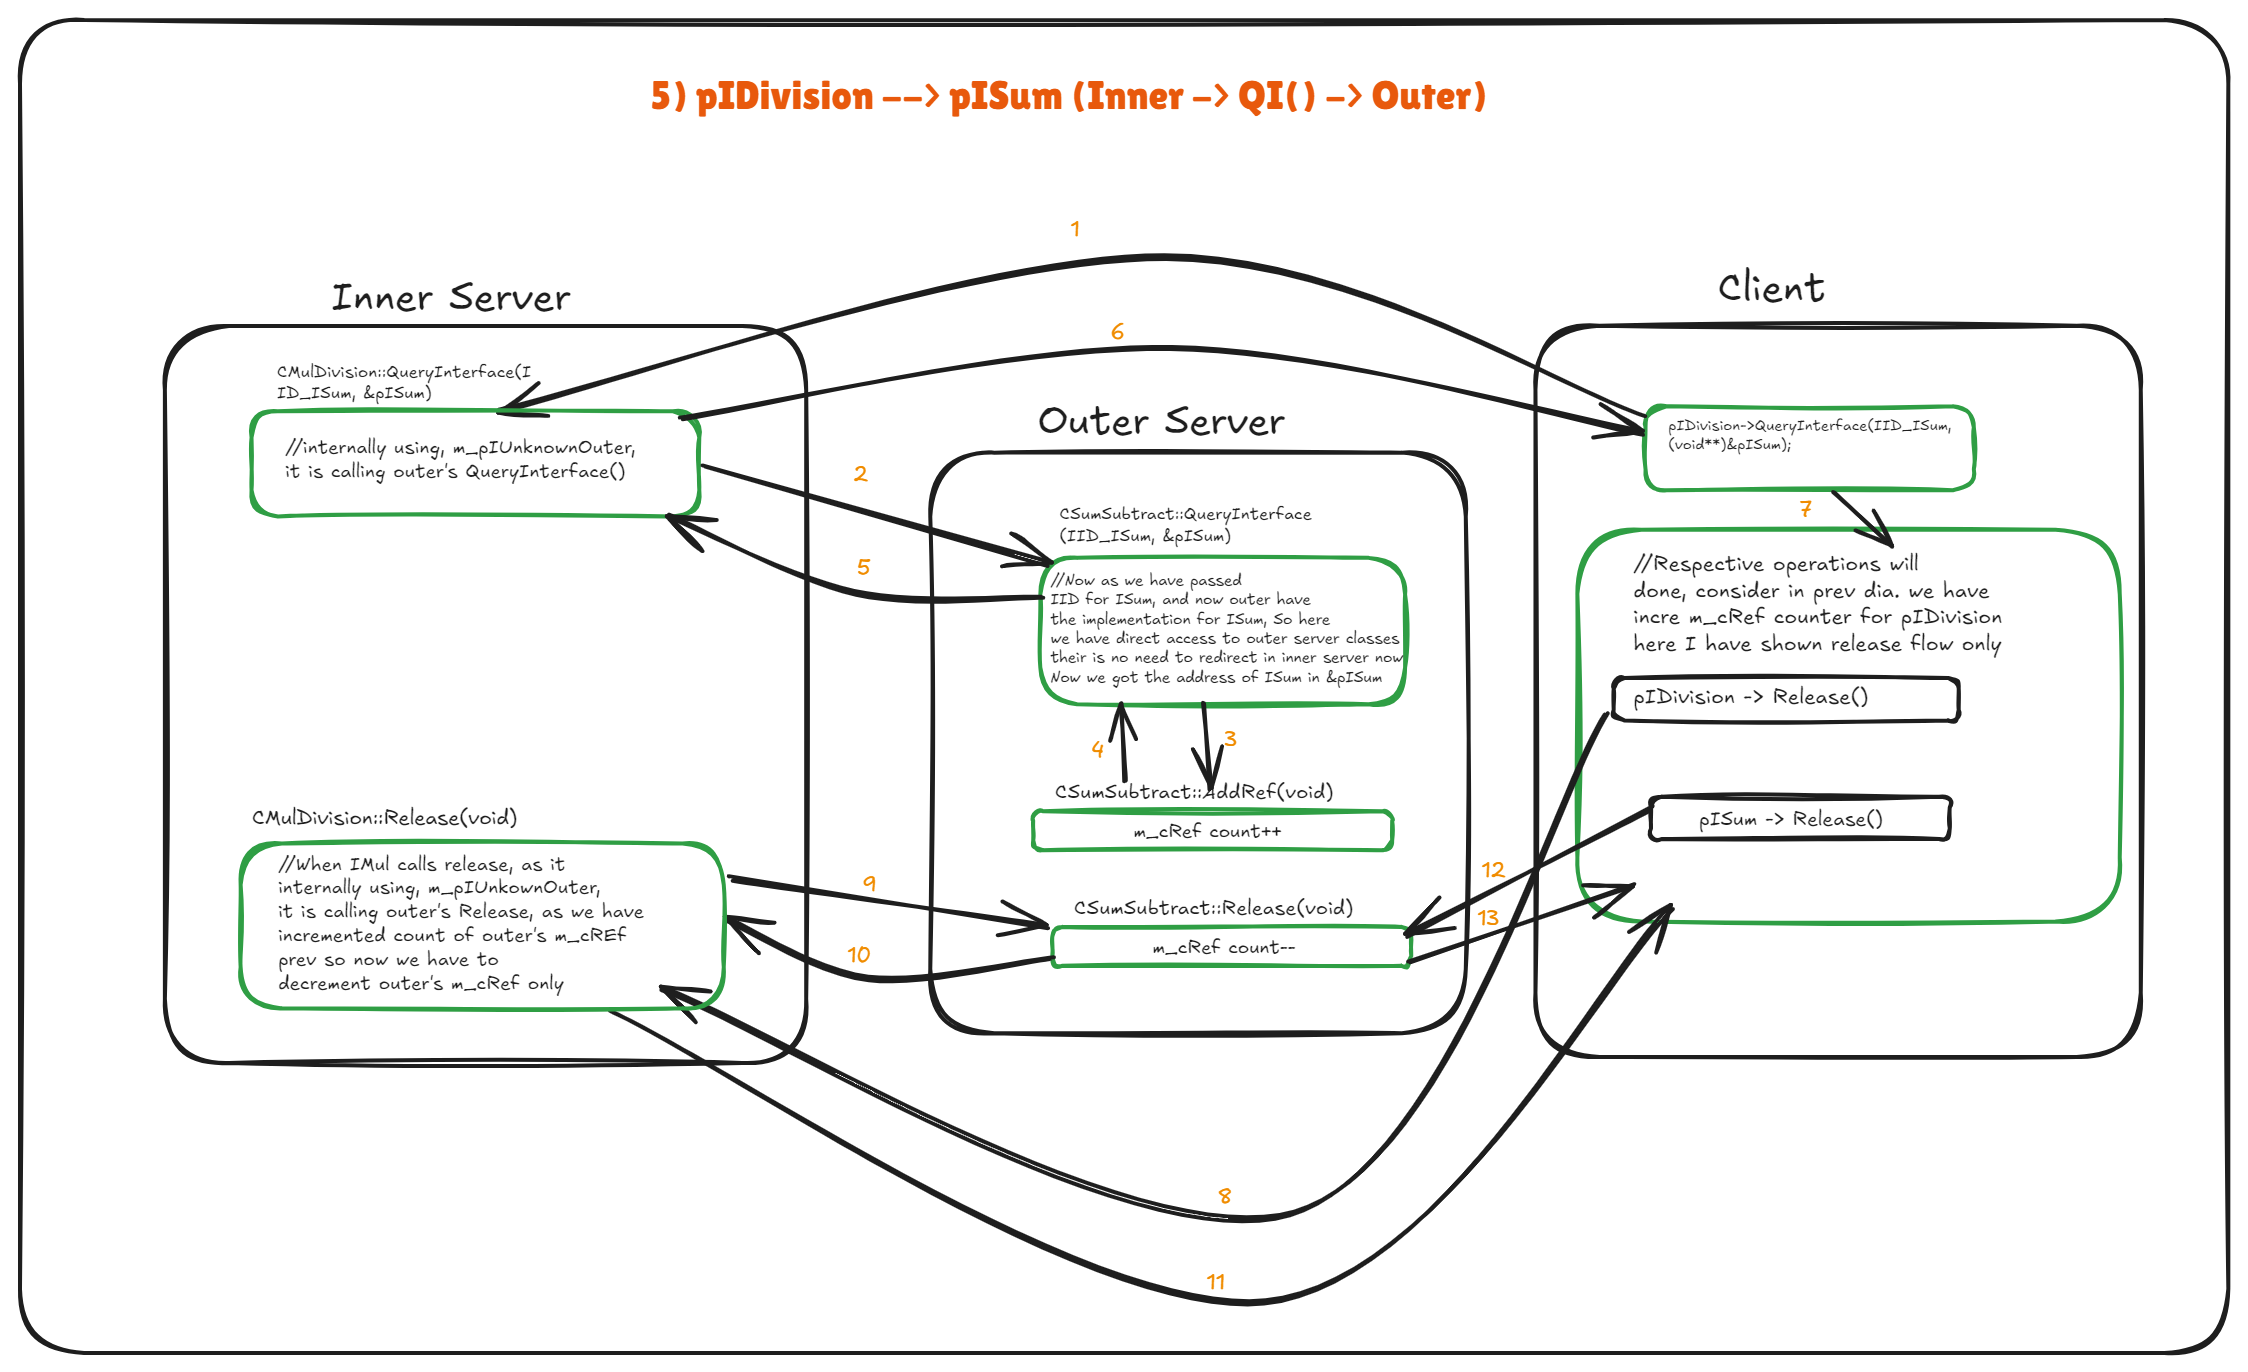 5) pIDivision --> pISum (Inner -> QI() -> Outer)
1
Inner Server
Client
6
CMulDivision::QueryInterface(I
ID_ISum, &pISum)
//internally using, m_pIUnknownOuter,
it is calling outer's QueryInterface()
Outer Server
pIDivision->QueryInterface(IID_ISum,
(void**)&pISum);
2
7
CSumSubtract::QueryInterface
(IID_ISum, &pISum)
5
//Now as we have passed
IID for ISum, and now outer have
the implementation for ISum, So here
we have direct access to outer server classes
their is no need to redirect in inner server now
Now we got the address of ISum in &pISum
//Respective operations will
done, consider in prev dia. we have
incre m_cRef counter for pIDivision
here I have shown release flow only
pIDivision -> Release()
4
3
CSumSubtract::AddRef(void)
m_cRef count++
pISum -> Release()
CMulDivision::Release(void)
//When IMul calls release, as it
internally using, m_pIUnkownOuter,
it is calling outer's Release, as we have
incremented count of outer's m_cREf
prev so now we have to
decrement outer's m_cRef only
9
12
CSumSubtract::Release(void)
13
m_cRef count--
10
8
11